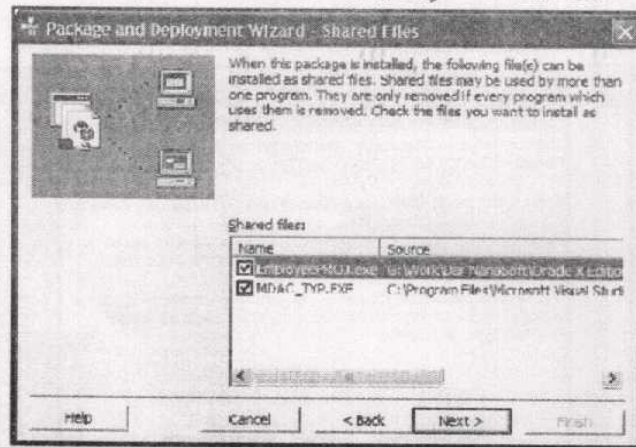 Package and Deployment Wizard - Shared Files
When this package is installed, the following file(s) can be
installed as shared files. Shared files may be used by more than
one program. They are only removed if every program which
uses them is removed. Check the files you want to install as
shared.
Shared files:
Name Source
EmployeePROJ.exe G:\Work\Dar
MDAC_TYP.EXE C:\Program Files\Microsoft Visual Studi
Help Cancel < Back Next > Finish